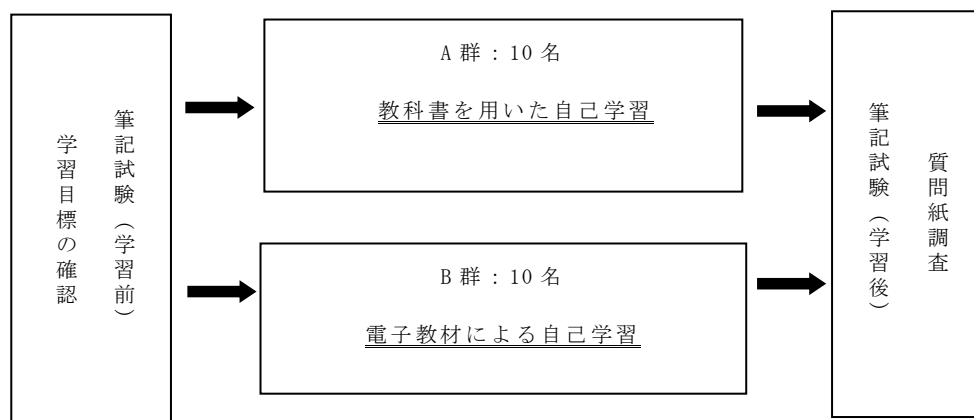 学習目標の確認
筆記試験（学習前）
A群：10名
教科書を用いた自己学習
B群：10名
電子教材による自己学習
筆記試験（学習後）
質問紙調査